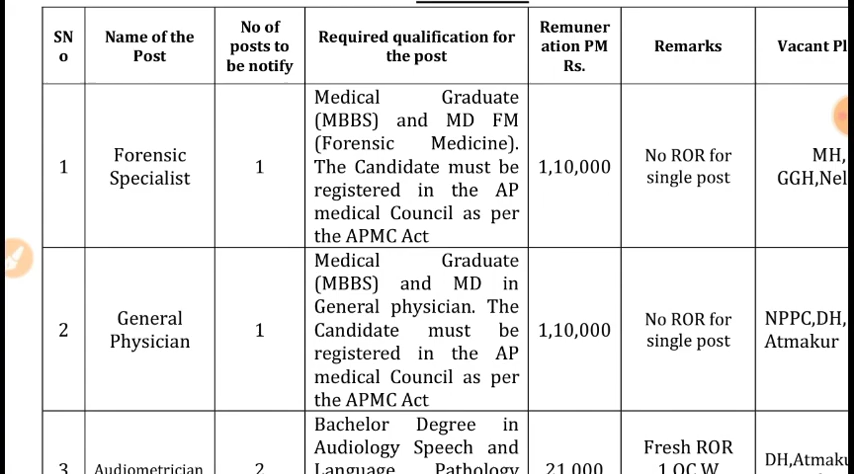 SN
o
Name of the
Post
No of
posts to
be notify
Required qualification for
the post
Remuner
ation PM
Rs.
Remarks
Vacant Pl
1
Forensic
Specialist
1
Medical Graduate
(MBBS) and MD FM
(Forensic Medicine).
The Candidate must be
registered in the AP
medical Council as per
the APMC Act
1,10,000
No ROR for
single post
MH,
GGH,Nel
2
General
Physician
1
Medical Graduate
(MBBS) and MD in
General physician. The
Candidate must be
registered in the AP
medical Council as per
the APMC Act
1,10,000
No ROR for
single post
NPPC,DH,
Atmakur
3
Audiometrician
2
Bachelor Degree in
Audiology Speech and
Language Pathology
21,000
Fresh ROR
1 OC W
DH,Atmaku